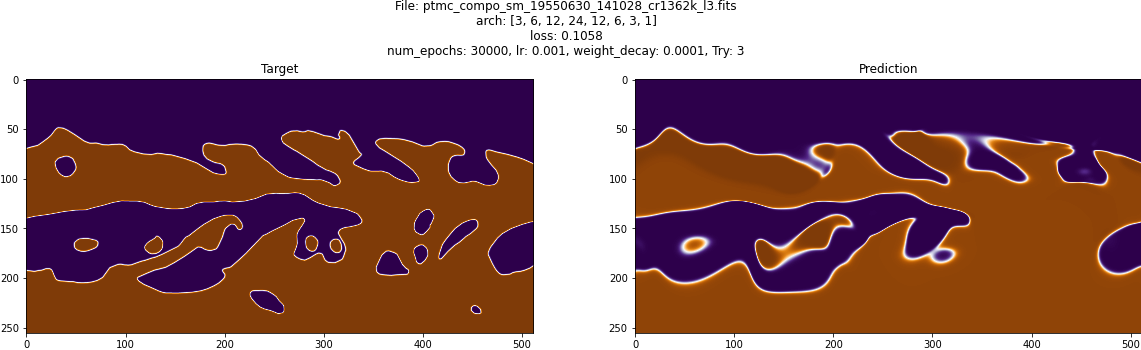 File: ptmc_compo_sm_19550630_141028_cr1362k_l3.fits
arch: [3, 6, 12, 24, 12, 6, 3, 1]
loss: 0.1058
num_epochs: 30000, lr: 0.001, weight_decay: 0.0001, Try: 3
Target
0
50
100
150
200
250
0 100 200 300 400 500
Prediction
0
50
100
150
200
250
0 100 200 300 400 500